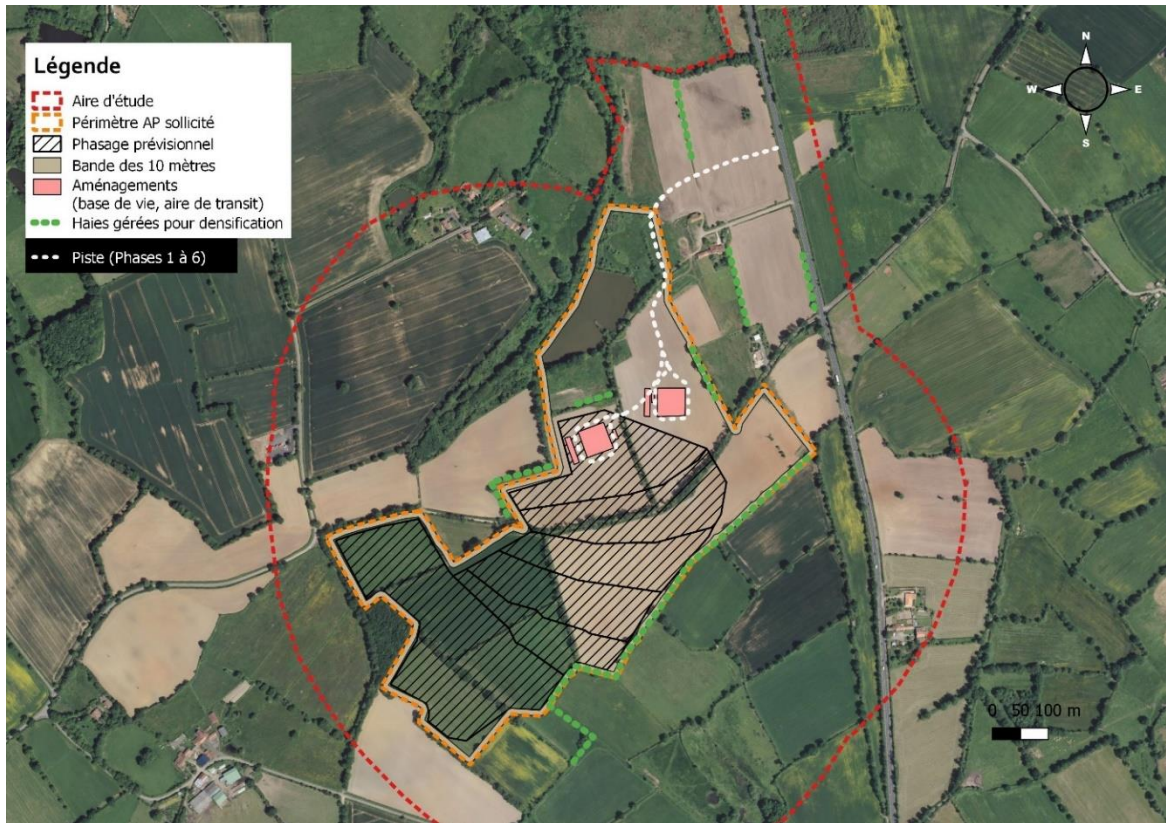 Légende
Aire d'étude
Périmètre AP sollicité
Phasage prévisionnel
Bande des 10 mètres
Aménagements
(base de vie, aire de transit)
Haies gérées pour densification
Piste (Phases 1 à 6)
N
W E
S
0 50 100 m